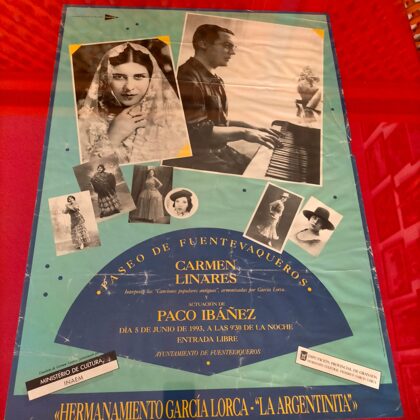 PASEO DE FUENTEVAQUEROS
CARMEN
LINARES
Interpreta las "Canciones populares antiguas", armonizadas por García Lorca
Y
ACTUACIÓN DE
PACO IBÁÑEZ
DÍA 5 DE JUNIO DE 1993, A LAS 9'30 DE LA NOCHE
ENTRADA LIBRE
AYUNTAMIENTO DE FUENTEVAQUEROS
MINISTERIO DE CULTURA
INAEM
DIPUTACIÓN PROVINCIAL DE GRANADA
«HERMANAMIENTO GARCÍA LORCA - "LA ARGENTINITA"»